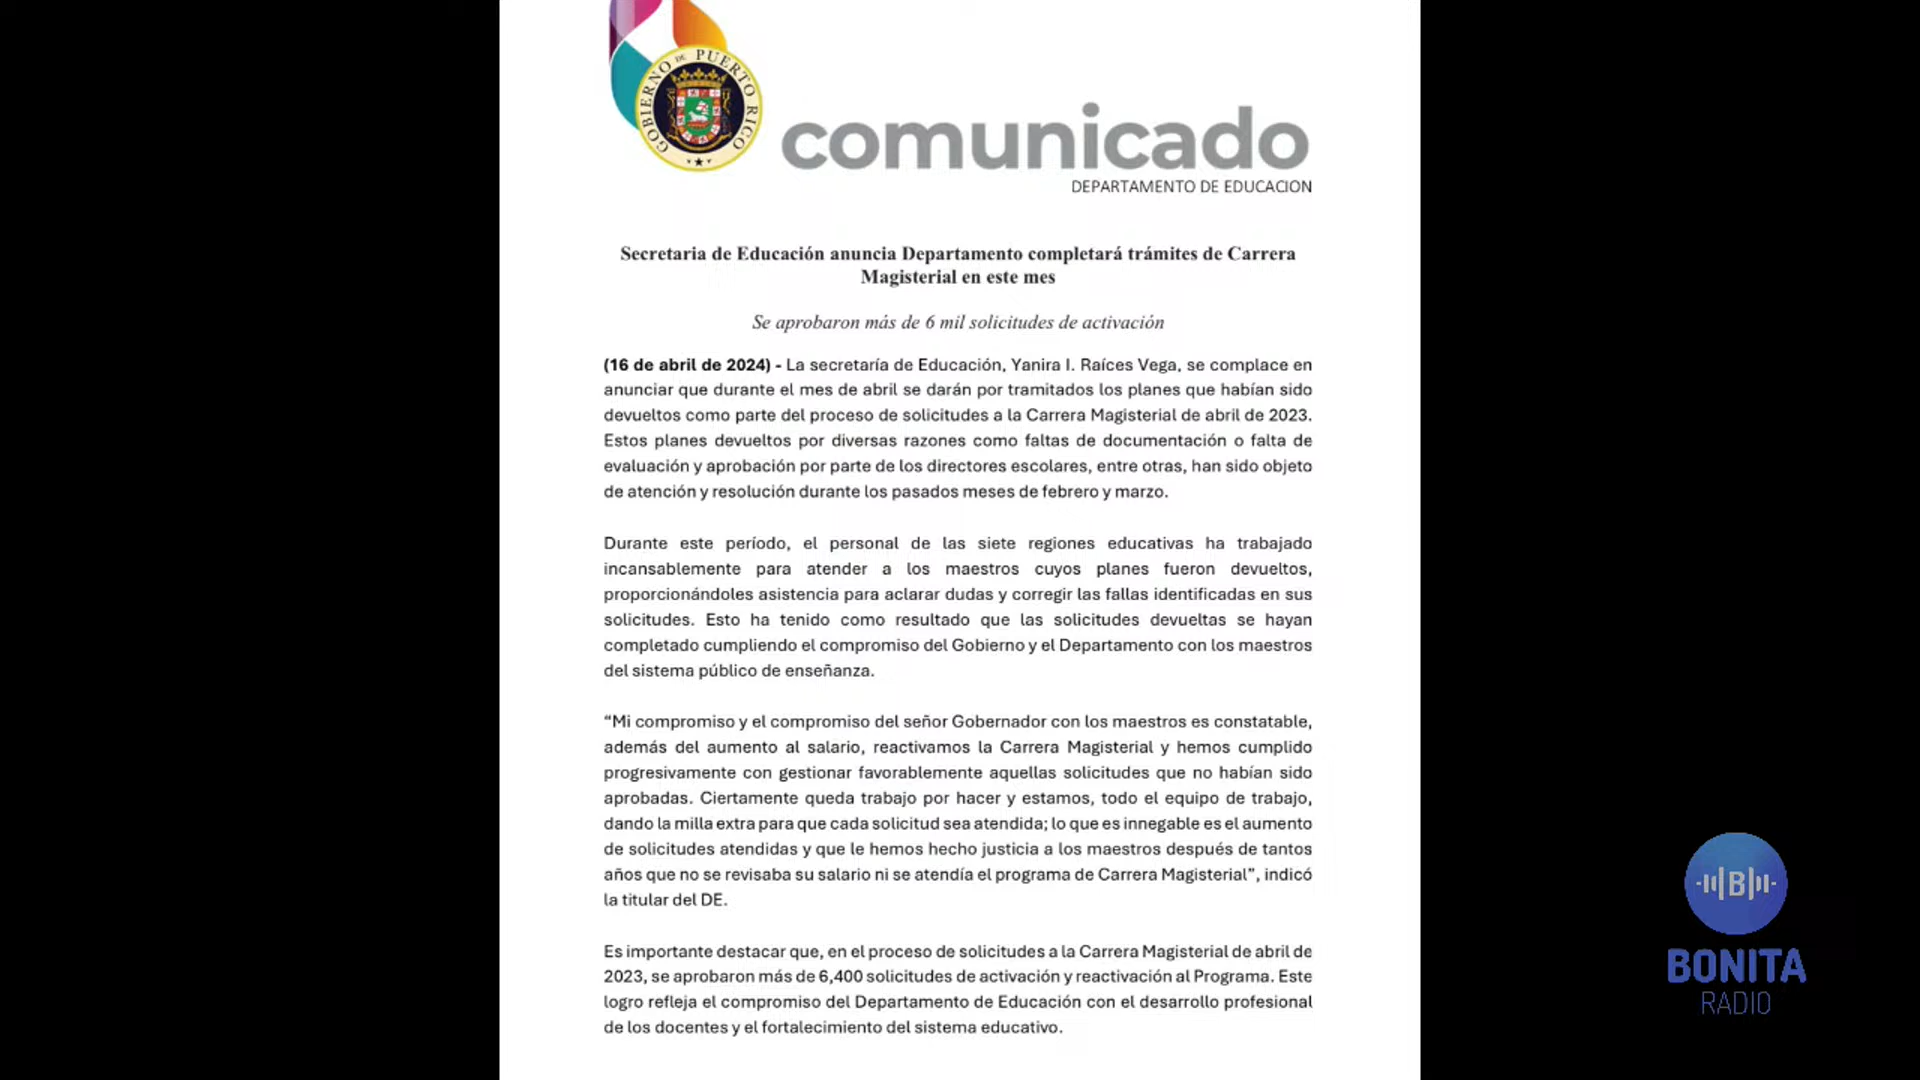 GOBIERNO DE PUERTO RICO
comunicado
DEPARTAMENTO DE EDUCACION
Secretaria de Educación anuncia Departamento completará trámites de Carrera
Magisterial en este mes
Se aprobaron más de 6 mil solicitudes de activación
(16 de abril de 2024) - La secretaría de Educación, Yanira I. Raíces Vega, se complace en
anunciar que durante el mes de abril se darán por tramitados los planes que habían sido
devueltos como parte del proceso de solicitudes a la Carrera Magisterial de abril de 2023.
Estos planes devueltos por diversas razones como faltas de documentación o falta de
evaluación y aprobación por parte de los directores escolares, entre otras, han sido objeto
de atención y resolución durante los pasados meses de febrero y marzo.
Durante este período, el personal de las siete regiones educativas ha trabajado
incansablemente para atender a los maestros cuyos planes fueron devueltos,
proporcionándoles asistencia para aclarar dudas y corregir las fallas identificadas en sus
solicitudes. Esto ha tenido como resultado que las solicitudes devueltas se hayan
completado cumpliendo el compromiso del Gobierno y el Departamento con los maestros
del sistema público de enseñanza.
“Mi compromiso y el compromiso del señor Gobernador con los maestros es constatable,
además del aumento al salario, reactivamos la Carrera Magisterial y hemos cumplido
progresivamente con gestionar favorablemente aquellas solicitudes que no habían sido
aprobadas. Ciertamente queda trabajo por hacer y estamos, todo el equipo de trabajo,
dando la milla extra para que cada solicitud sea atendida; lo que es innegable es el aumento
de solicitudes atendidas y que le hemos hecho justicia a los maestros después de tantos
años que no se revisaba su salario ni se atendía el programa de Carrera Magisterial”, indicó
la titular del DE.
Es importante destacar que, en el proceso de solicitudes a la Carrera Magisterial de abril de
2023, se aprobaron más de 6,400 solicitudes de activación y reactivación al Programa. Este
logro refleja el compromiso del Departamento de Educación con el desarrollo profesional
de los docentes y el fortalecimiento del sistema educativo.
B
BONITA
RADIO